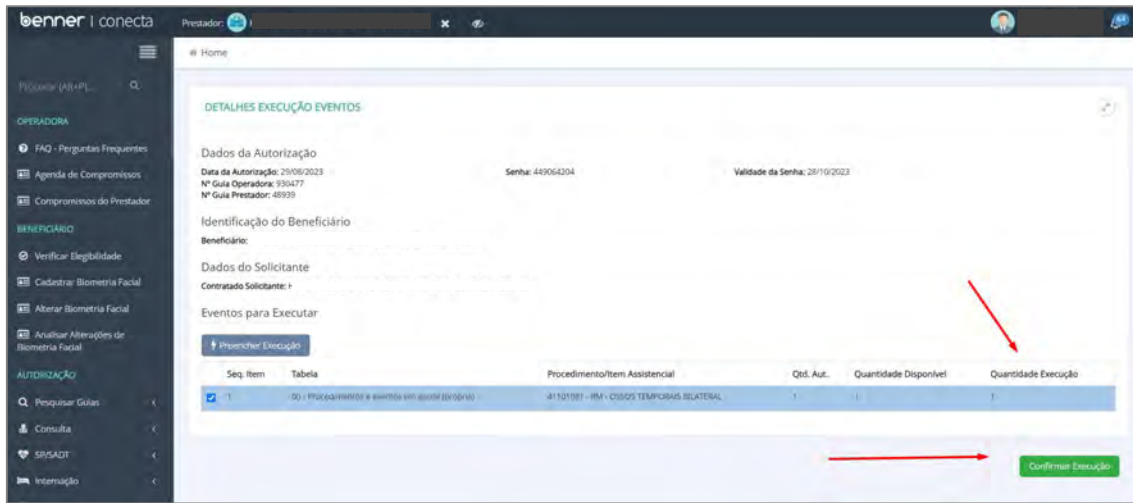 benner | conecta
Prestador:
64
Home
Procurar (Alt+P)...
DETALHES EXECUÇÃO EVENTOS
OPERADORA
FAQ - Perguntas Frequentes
Agenda de Compromissos
Compromissos do Prestador
BENEFICIÁRIO
Verificar Elegibilidade
Cadastrar Biometria Facial
Alterar Biometria Facial
Analisar Alterações de
Biometria Facial
AUTORIZAÇÃO
Pesquisar Guias
Consulta
SP/SADT
Internação
Dados da Autorização
Data da Autorização: 29/08/2023 Senha: 449064204 Validade da Senha: 28/10/2023
Nº Guia Operadora: 930477
Nº Guia Prestador: 48939
Identificação do Beneficiário
Beneficiário:
Dados do Solicitante
Contratado Solicitante:
Eventos para Executar
Preencher Execução
Seq. Item Tabela Procedimento/Item Assistencial Qtd. Aut.. Quantidade Disponível Quantidade Execução
1 00 - Procedimentos e eventos em saude (próprio) 41101081 - RM - OSSOS TEMPORAIS BILATERAL 1 1 1
Confirmar Execução